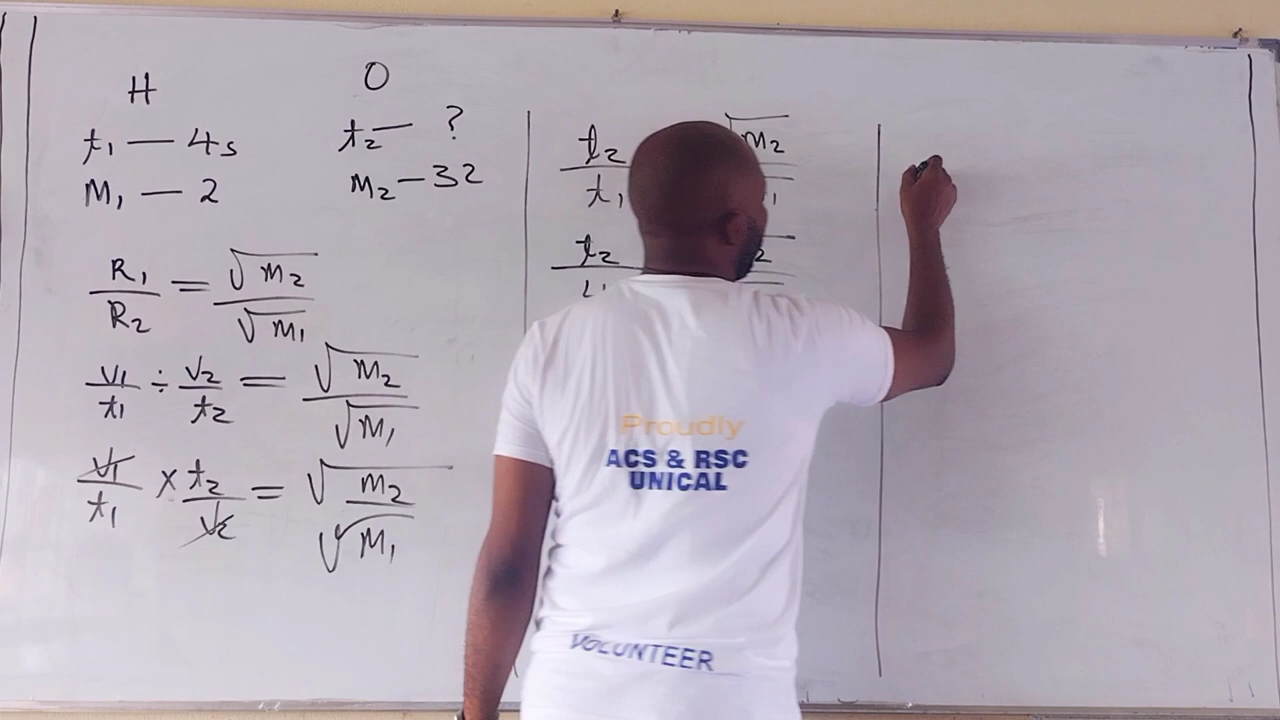 H
t₁ — 4s
M₁ — 2
R₁/R₂ = √m₂/√m₁
v₁/t₁ ÷ v₂/t₂ = √m₂/√m₁
v₁/t₁ × t₂/v₂ = √m₂/√m₁
O
t₂ — ?
m₂ — 32
t₂/t₁ √m₂
t₂
Proudly
ACS & RSC
UNICAL
VOLUNTEER